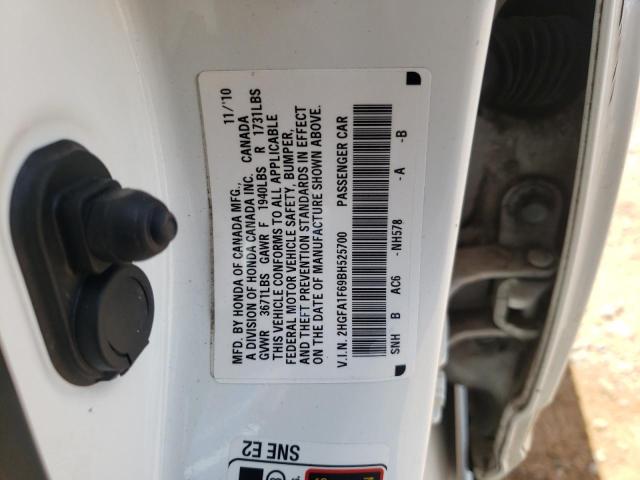 MFD. BY HONDA OF CANADA MFG., 11/'10
A DIVISION OF HONDA CANADA INC., CANADA
GVWR 3671LBS GAWR F 1940LBS R 1731LBS
THIS VEHICLE CONFORMS TO ALL APPLICABLE
FEDERAL MOTOR VEHICLE SAFETY, BUMPER,
AND THEFT PREVENTION STANDARDS IN EFFECT
ON THE DATE OF MANUFACTURE SHOWN ABOVE.
V.I.N. 2HGFA1F69BH525700 PASSENGER CAR
SNH B AC6 -NH578 -A -B
SNE E2